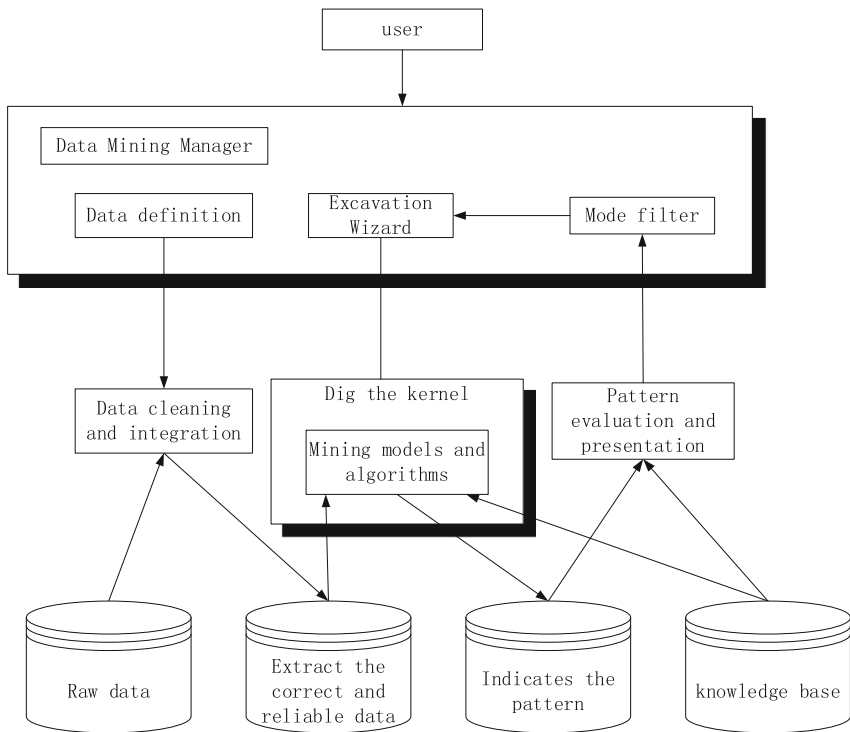 user
Data Mining Manager
Data definition
Excavation
Wizard
Mode filter
Data cleaning
and integration
Dig the kernel
Mining models and
algorithms
Pattern
evaluation and
presentation
Raw data
Extract the
correct and
reliable data
Indicates the
pattern
knowledge base